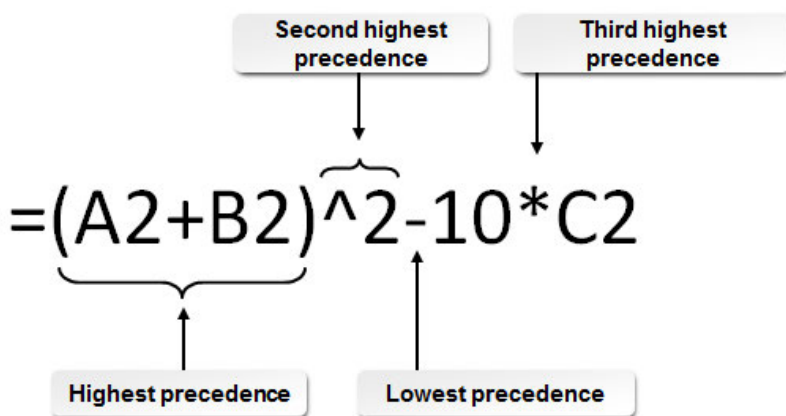 Second highest
precedence
Third highest
precedence
=(A2+B2)^2-10*C2
Highest precedence
Lowest precedence